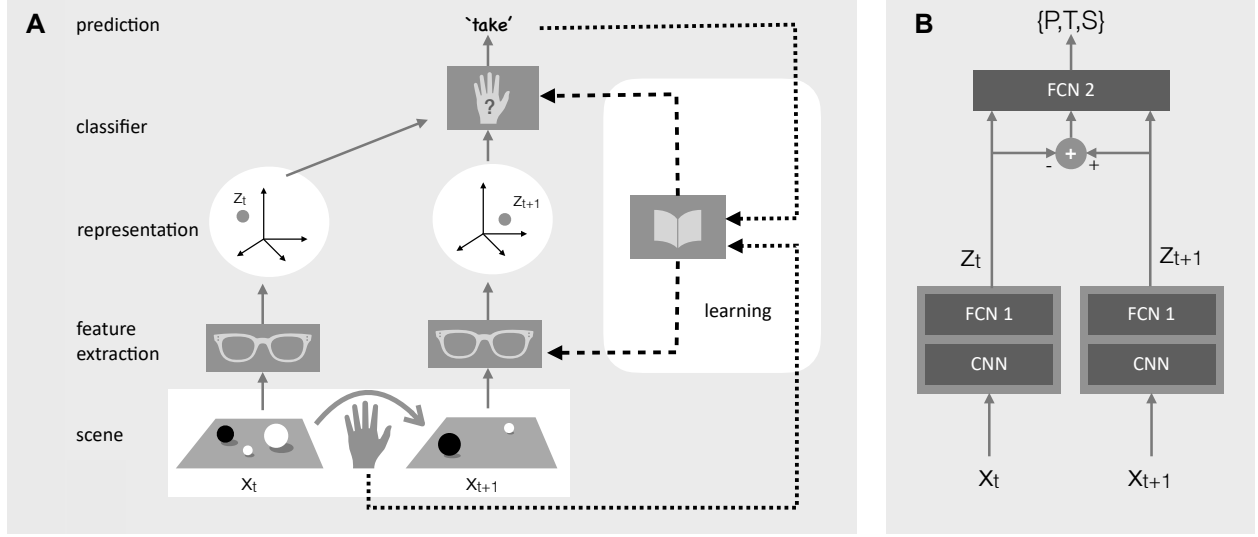 A
prediction
`take'
classifier
?
representation
Zt
Zt+1
feature
extraction
learning
scene
Xt
Xt+1
B
{P,T,S}
FCN 2
+
-
+
Zt
Zt+1
FCN 1
FCN 1
CNN
CNN
Xt
Xt+1